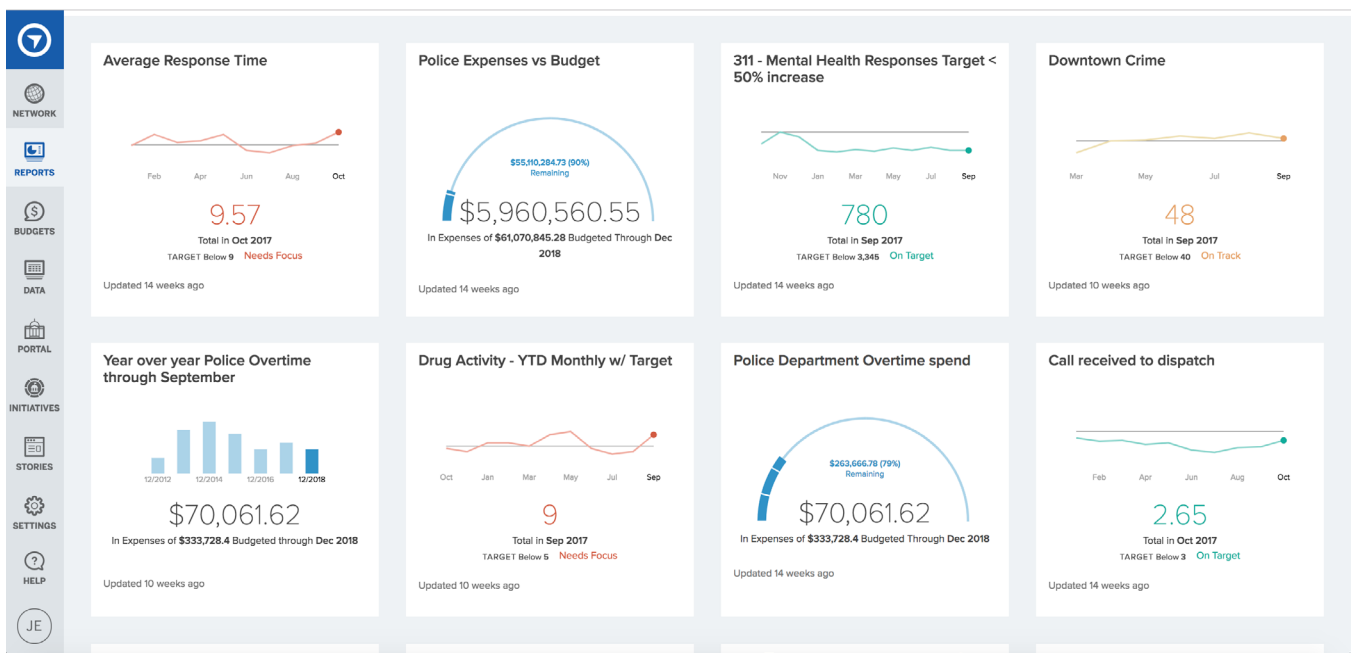 NETWORK
REPORTS
BUDGETS
DATA
PORTAL
INITIATIVES
STORIES
SETTINGS
HELP
JE
Average Response Time
Feb Apr Jun Aug Oct
9.57
Total in Oct 2017
TARGET Below 9 Needs Focus
Updated 14 weeks ago
Police Expenses vs Budget
$55,110,284.73 (90%)
Remaining
$5,960,560.55
In Expenses of $61,070,845.28 Budgeted Through Dec
2018
Updated 14 weeks ago
311 - Mental Health Responses Target <
50% increase
Nov Jan Mar May Jul Sep
780
Total in Sep 2017
TARGET Below 3,345 On Target
Updated 14 weeks ago
Downtown Crime
Mar May Jul Sep
48
Total in Sep 2017
TARGET Below 40 On Track
Updated 10 weeks ago
Year over year Police Overtime
through September
12/2012 12/2014 12/2016 12/2018
$70,061.62
In Expenses of $333,728.4 Budgeted through Dec 2018
Updated 10 weeks ago
Drug Activity - YTD Monthly w/ Target
Oct Jan Mar May Jul Sep
9
Total in Sep 2017
TARGET Below 5 Needs Focus
Updated 10 weeks ago
Police Department Overtime spend
$263,666.78 (79%)
Remaining
$70,061.62
In Expenses of $333,728.4 Budgeted Through Dec 2018
Updated 14 weeks ago
Call received to dispatch
Feb Apr Jun Aug Oct
2.65
Total in Oct 2017
TARGET Below 3 On Target
Updated 14 weeks ago